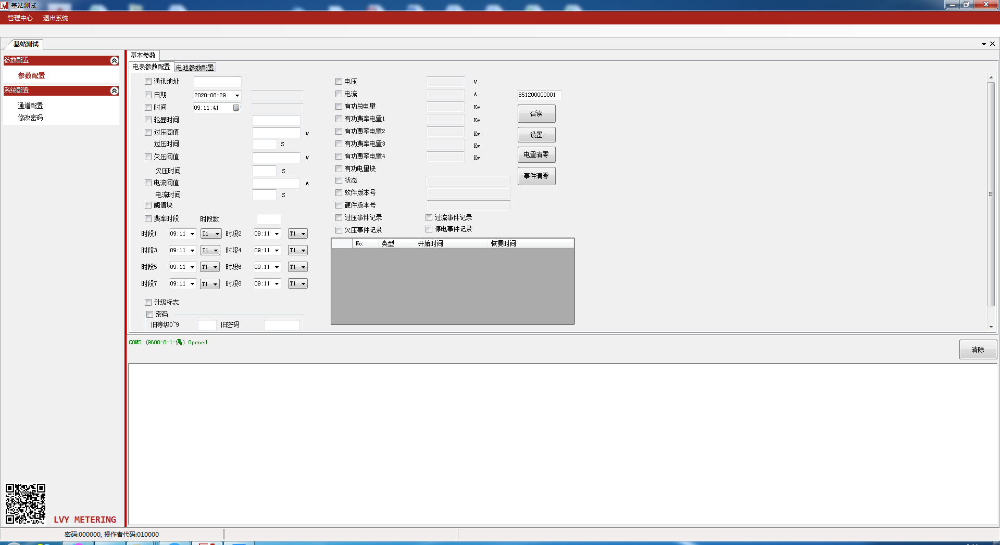 基站测试
管理中心 退出系统
基站测试
参数配置
参数配置
系统配置
通道配置
修改密码
基本参数
电表参数配置 电池参数配置
通讯地址
日期 2020-08-29
时间 09:11:41
轮显时间
过压阈值 V
过压时间 S
欠压阈值 V
欠压时间 S
电流阈值 A
电流时间 S
阈值块
费率时段 时段数
时段1 09:11 T1 时段2 09:11 T1
时段3 09:11 T1 时段4 09:11 T1
时段5 09:11 T1 时段6 09:11 T1
时段7 09:11 T1 时段8 09:11 T1
升级标志
密码
旧等级0~9 旧密码
电压 V
电流 A
有功总电量 Kw
有功费率电量1 Kw
有功费率电量2 Kw
有功费率电量3 Kw
有功费率电量4 Kw
有功电量块
状态
软件版本号
硬件版本号
过压事件记录 过流事件记录
欠压事件记录 停电事件记录
No. 类型 开始时间 恢复时间
851200000001
召读
设置
电量清零
事件清零
COM5 (9600-8-1-偶) Opened
清除
LVY METERING
密码:000000, 操作者代码:010000